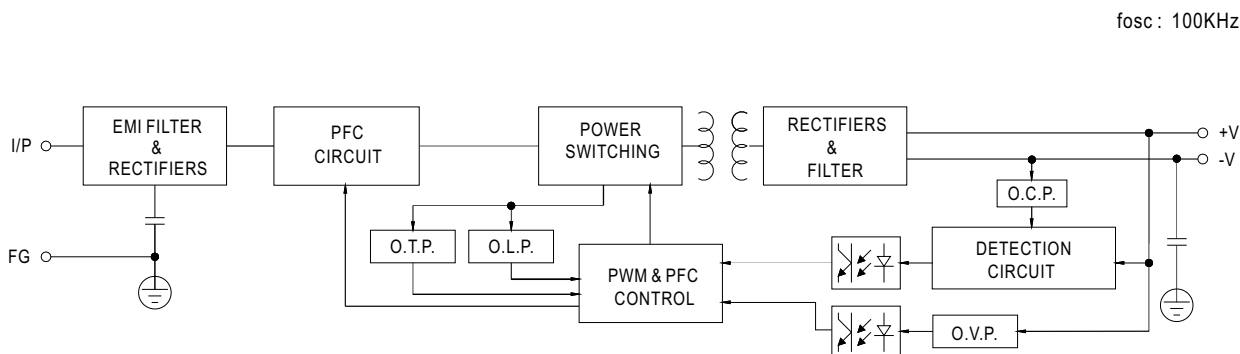 fosc : 100KHz
I/P
EMI FILTER
&
RECTIFIERS
PFC
CIRCUIT
POWER
SWITCHING
RECTIFIERS
&
FILTER
+V
-V
O.C.P.
FG
O.T.P.
O.L.P.
PWM & PFC
CONTROL
DETECTION
CIRCUIT
O.V.P.